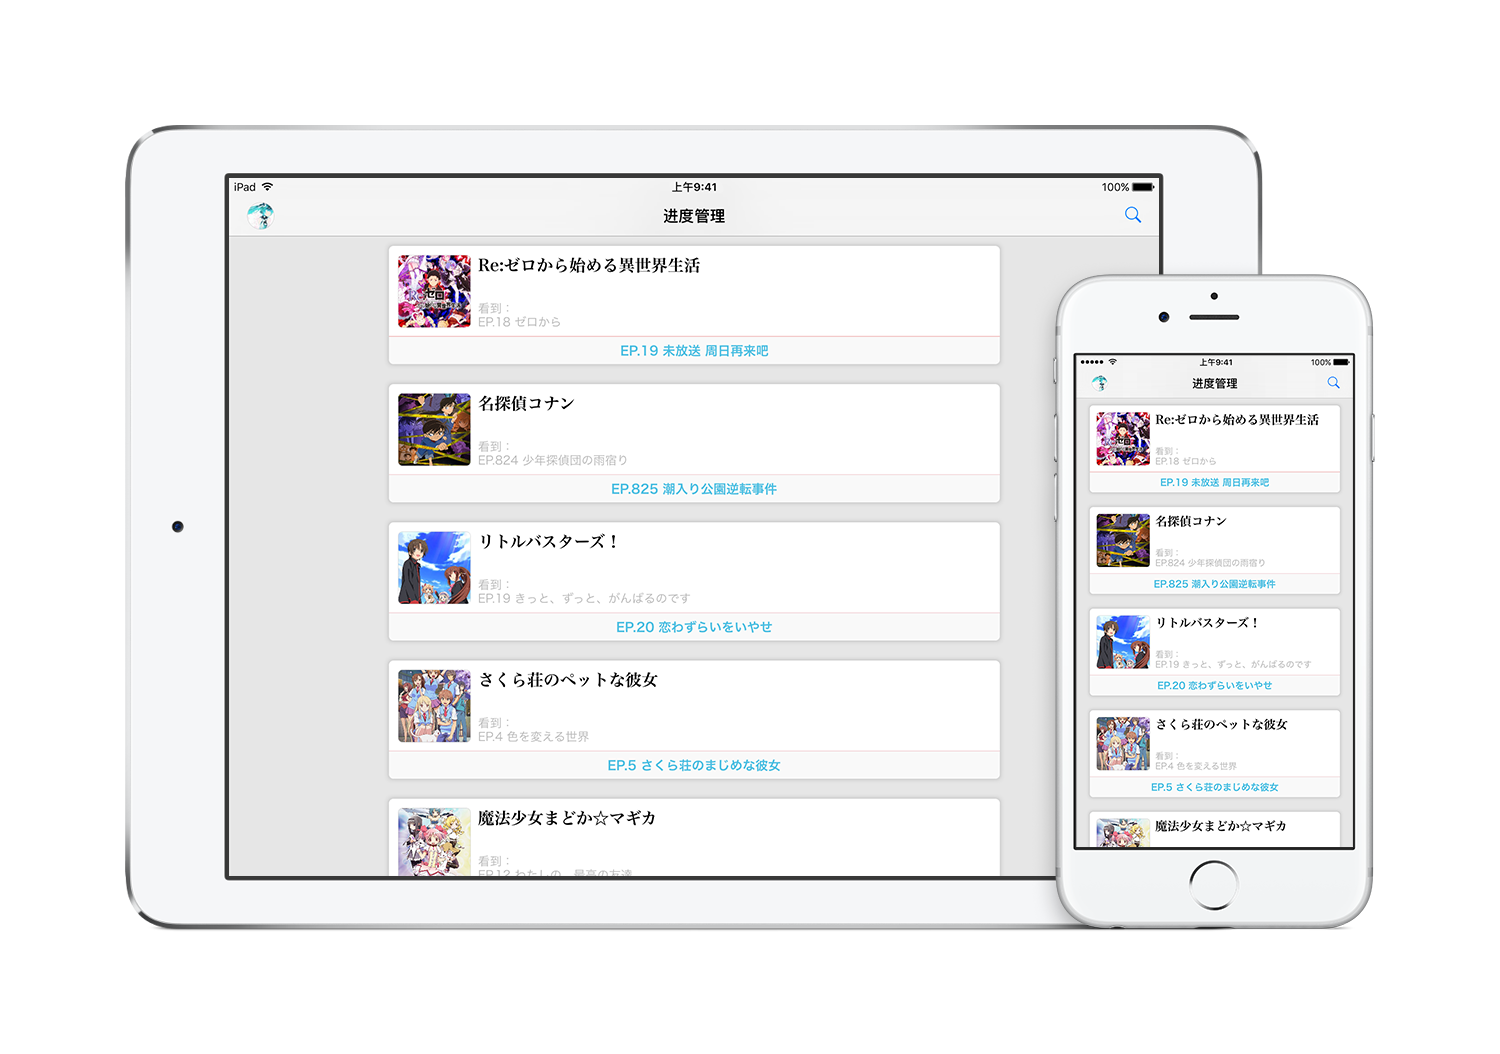 iPad
上午9:41
100%
进度管理
Re:ゼロから始める異世界生活
看到：
EP.18 ゼロから
EP.19 未放送 周日再来吧
名探偵コナン
看到：
EP.824 少年探偵団の雨宿り
EP.825 潮入り公園逆転事件
リトルバスターズ！
看到：
EP.19 きっと、ずっと、がんばるのです
EP.20 恋わずらいをいやせ
さくら荘のペットな彼女
看到：
EP.4 色を変える世界
EP.5 さくら荘のまじめな彼女
魔法少女まどか☆マギカ
看到：
EP.12 わたしの、最高の友達
上午9:41
100%
进度管理
Re:ゼロから始める異世界生活
看到：
EP.18 ゼロから
EP.19 未放送 周日再来吧
名探偵コナン
看到：
EP.824 少年探偵団の雨宿り
EP.825 潮入り公園逆転事件
リトルバスターズ！
看到：
EP.19 きっと、ずっと、がんばるのです
EP.20 恋わずらいをいやせ
さくら荘のペットな彼女
看到：
EP.4 色を変える世界
EP.5 さくら荘のまじめな彼女
魔法少女まどか☆マギカ